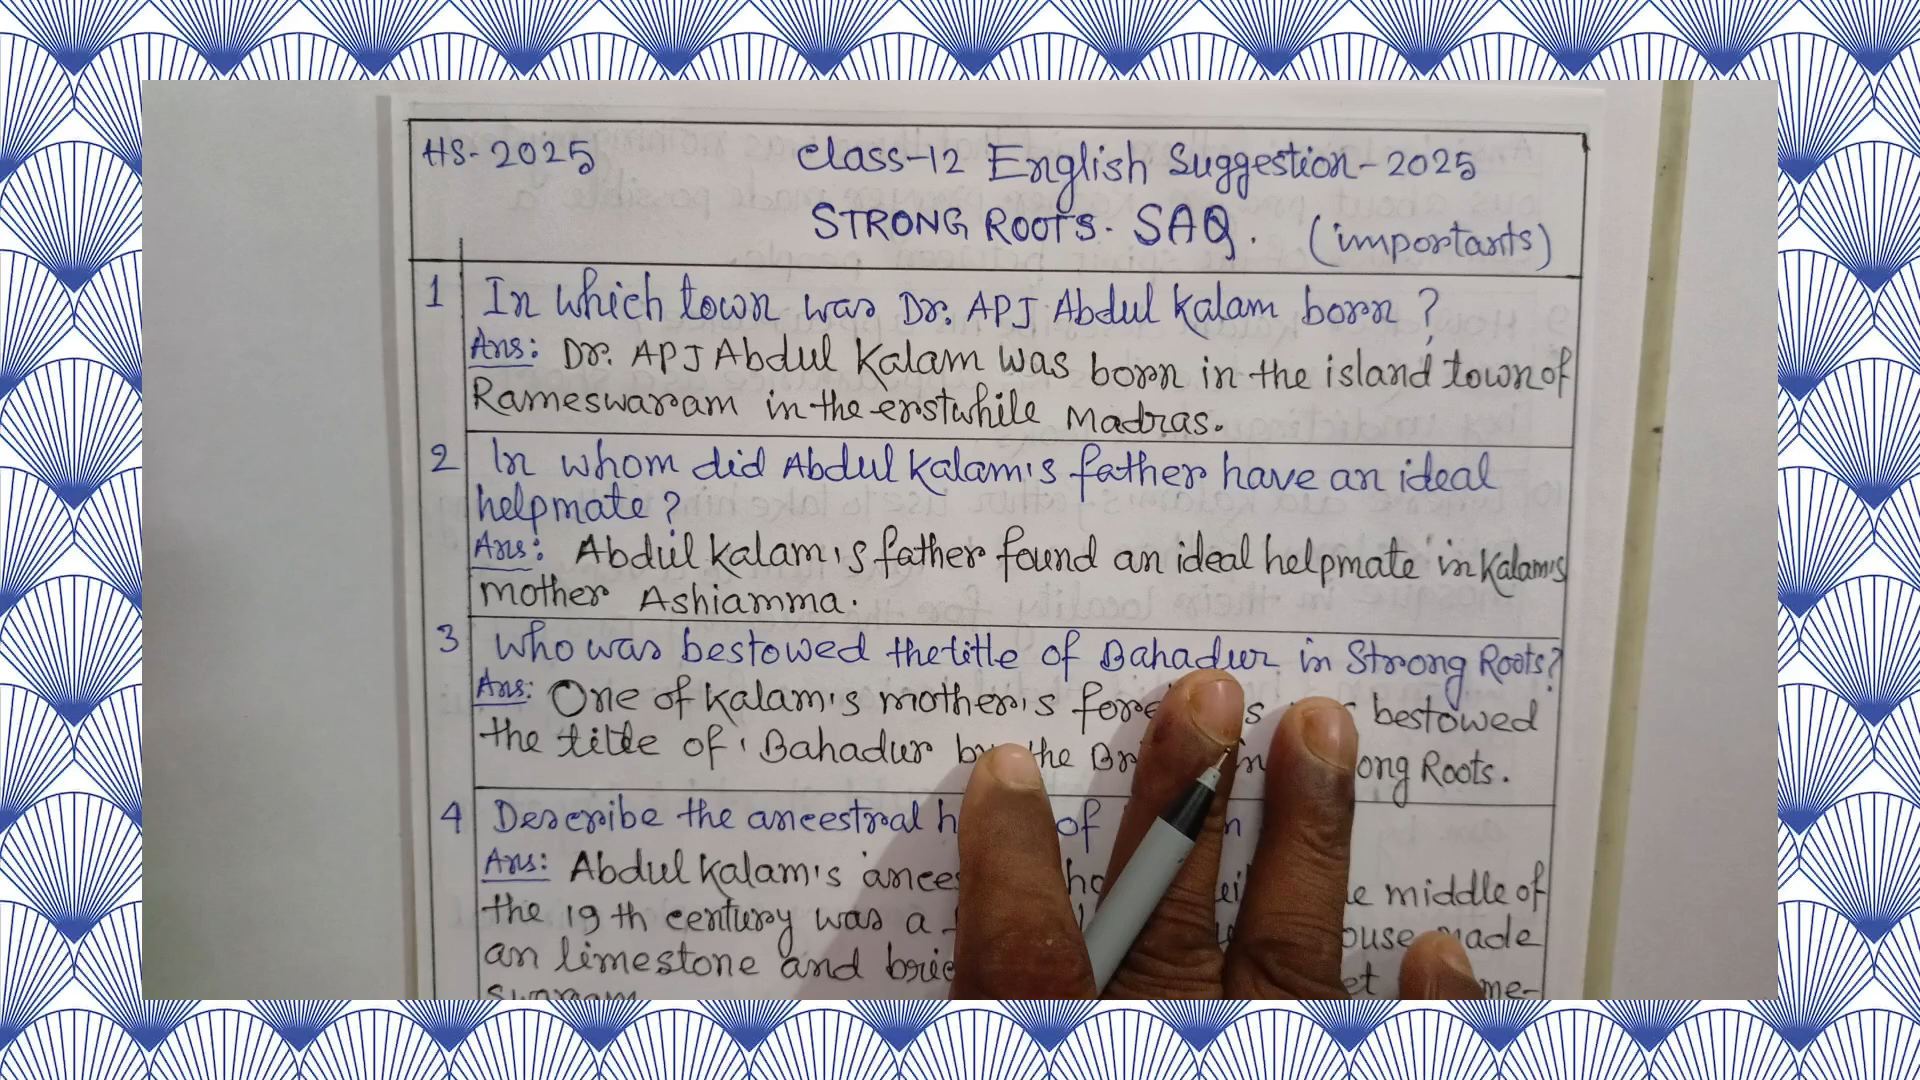 HS-2025 Class-12 English Suggestion-2025
STRONG ROOTS. SAQ. (importants)
1 In which town was Dr. APJ Abdul Kalam born?
Ans: Dr. APJ Abdul Kalam was born in the island town of
Rameswaram in the erstwhile Madras.
2 In whom did Abdul Kalam's father have an ideal
helpmate?
Ans: Abdul Kalam's father found an ideal helpmate in Kalam's
mother Ashiamma.
3 Who was bestowed the title of Bahadur in Strong Roots?
Ans: One of Kalam's mother's bestowed
the title of 'Bahadur by the Roots.
4 Describe the ancestral of
Ans: Abdul Kalam's middle of
the 19th century was a made
an limestone and